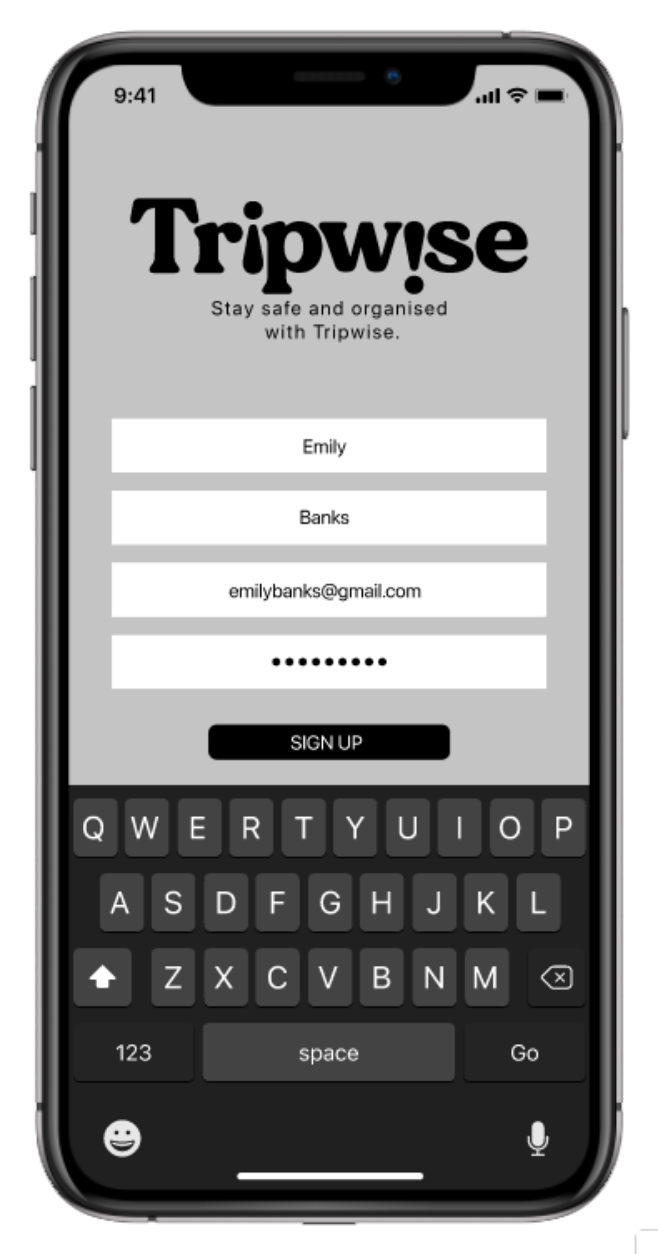 9:41
Tripwise
Stay safe and organised
with Tripwise.
Emily
Banks
emilybanks@gmail.com
•••••••••
SIGN UP
Q W E R T Y U I O P
A S D F G H J K L
Z X C V B N M
123 space Go